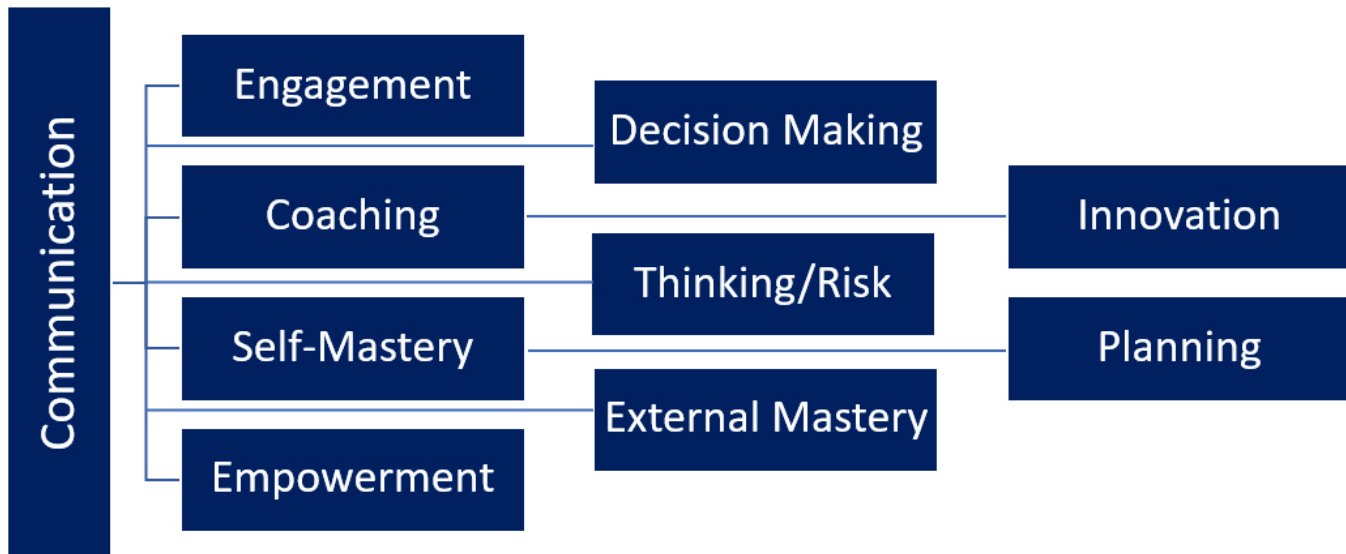 Communication
Engagement
Decision Making
Coaching
Innovation
Thinking/Risk
Self-Mastery
Planning
External Mastery
Empowerment